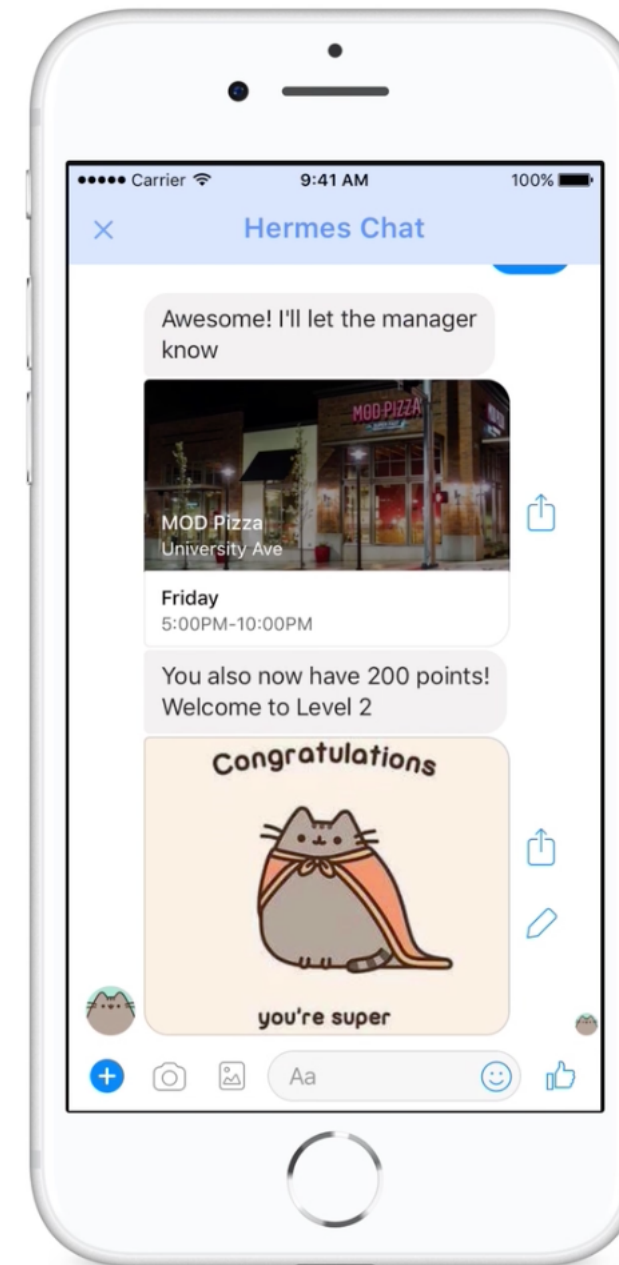 Carrier 9:41 AM 100%
Hermes Chat
Awesome! I'll let the manager
know
MOD PIZZA
MOD Pizza
University Ave
Friday
5:00PM-10:00PM
You also now have 200 points!
Welcome to Level 2
Congratulations
you're super
Aa